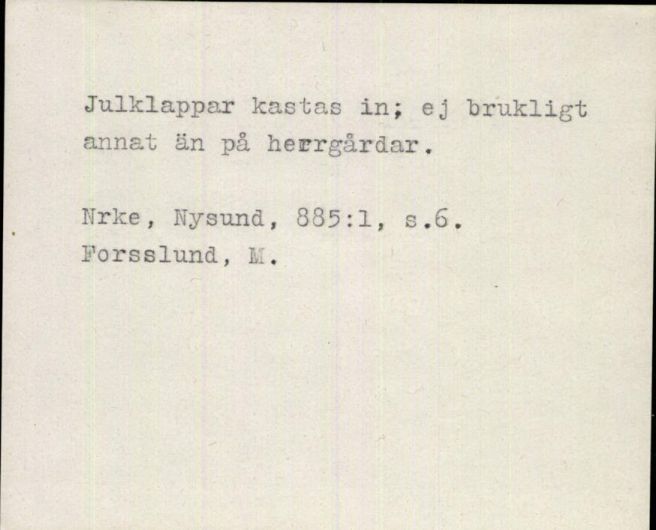 Julklappar kastas in; ej brukligt
annat än på herrgårdar.
Nrke, Nysund, 885:1, s.6.
Forsslund, M.